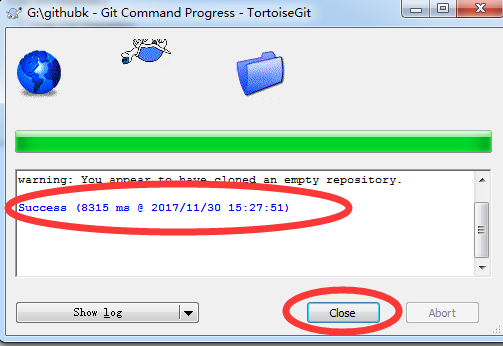 G:\githubk - Git Command Progress - TortoiseGit
warning: You appear to have cloned an empty repository.
Success (8315 ms @ 2017/11/30 15:27:51)
Show log
Close
Abort